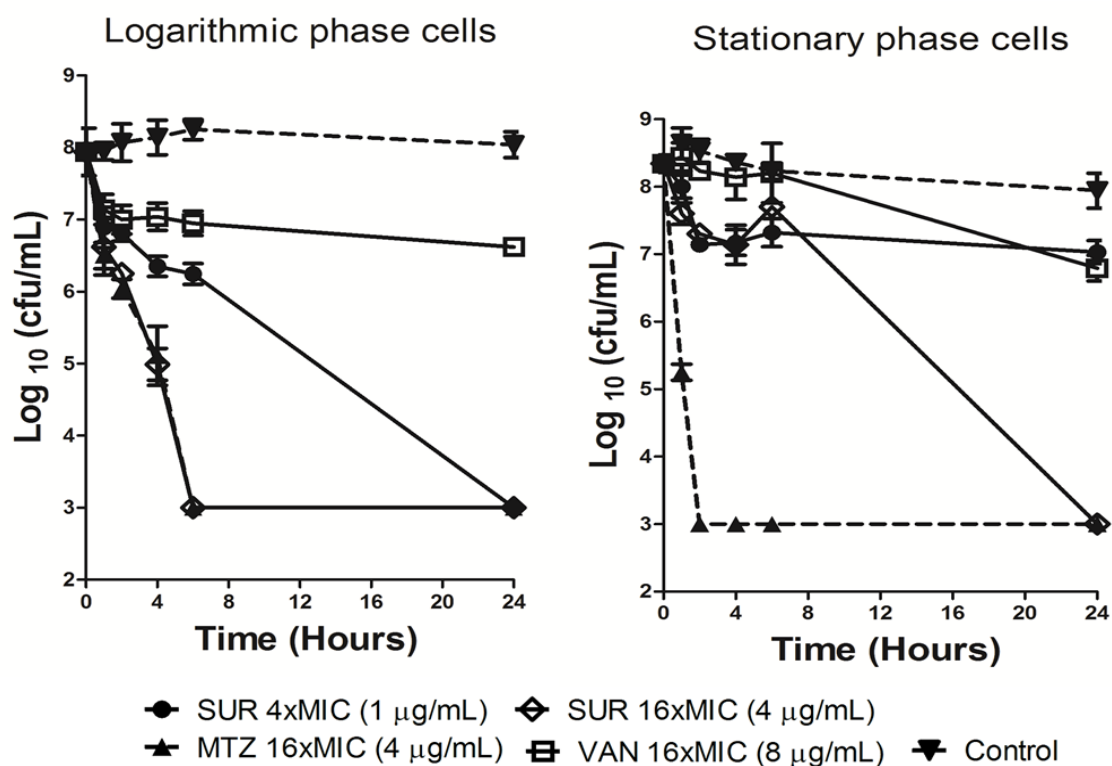 Logarithmic phase cells
Stationary phase cells
9
8
7
6
5
4
3
2
Log 10 (cfu/mL)
0 4 8 12 16 20 24
Time (Hours)
9
8
7
6
5
4
3
2
Log 10 (cfu/mL)
0 4 8 12 16 20 24
Time (Hours)
SUR 4xMIC (1 μg/mL) SUR 16xMIC (4 μg/mL)
MTZ 16xMIC (4 μg/mL) VAN 16xMIC (8 μg/mL) Control